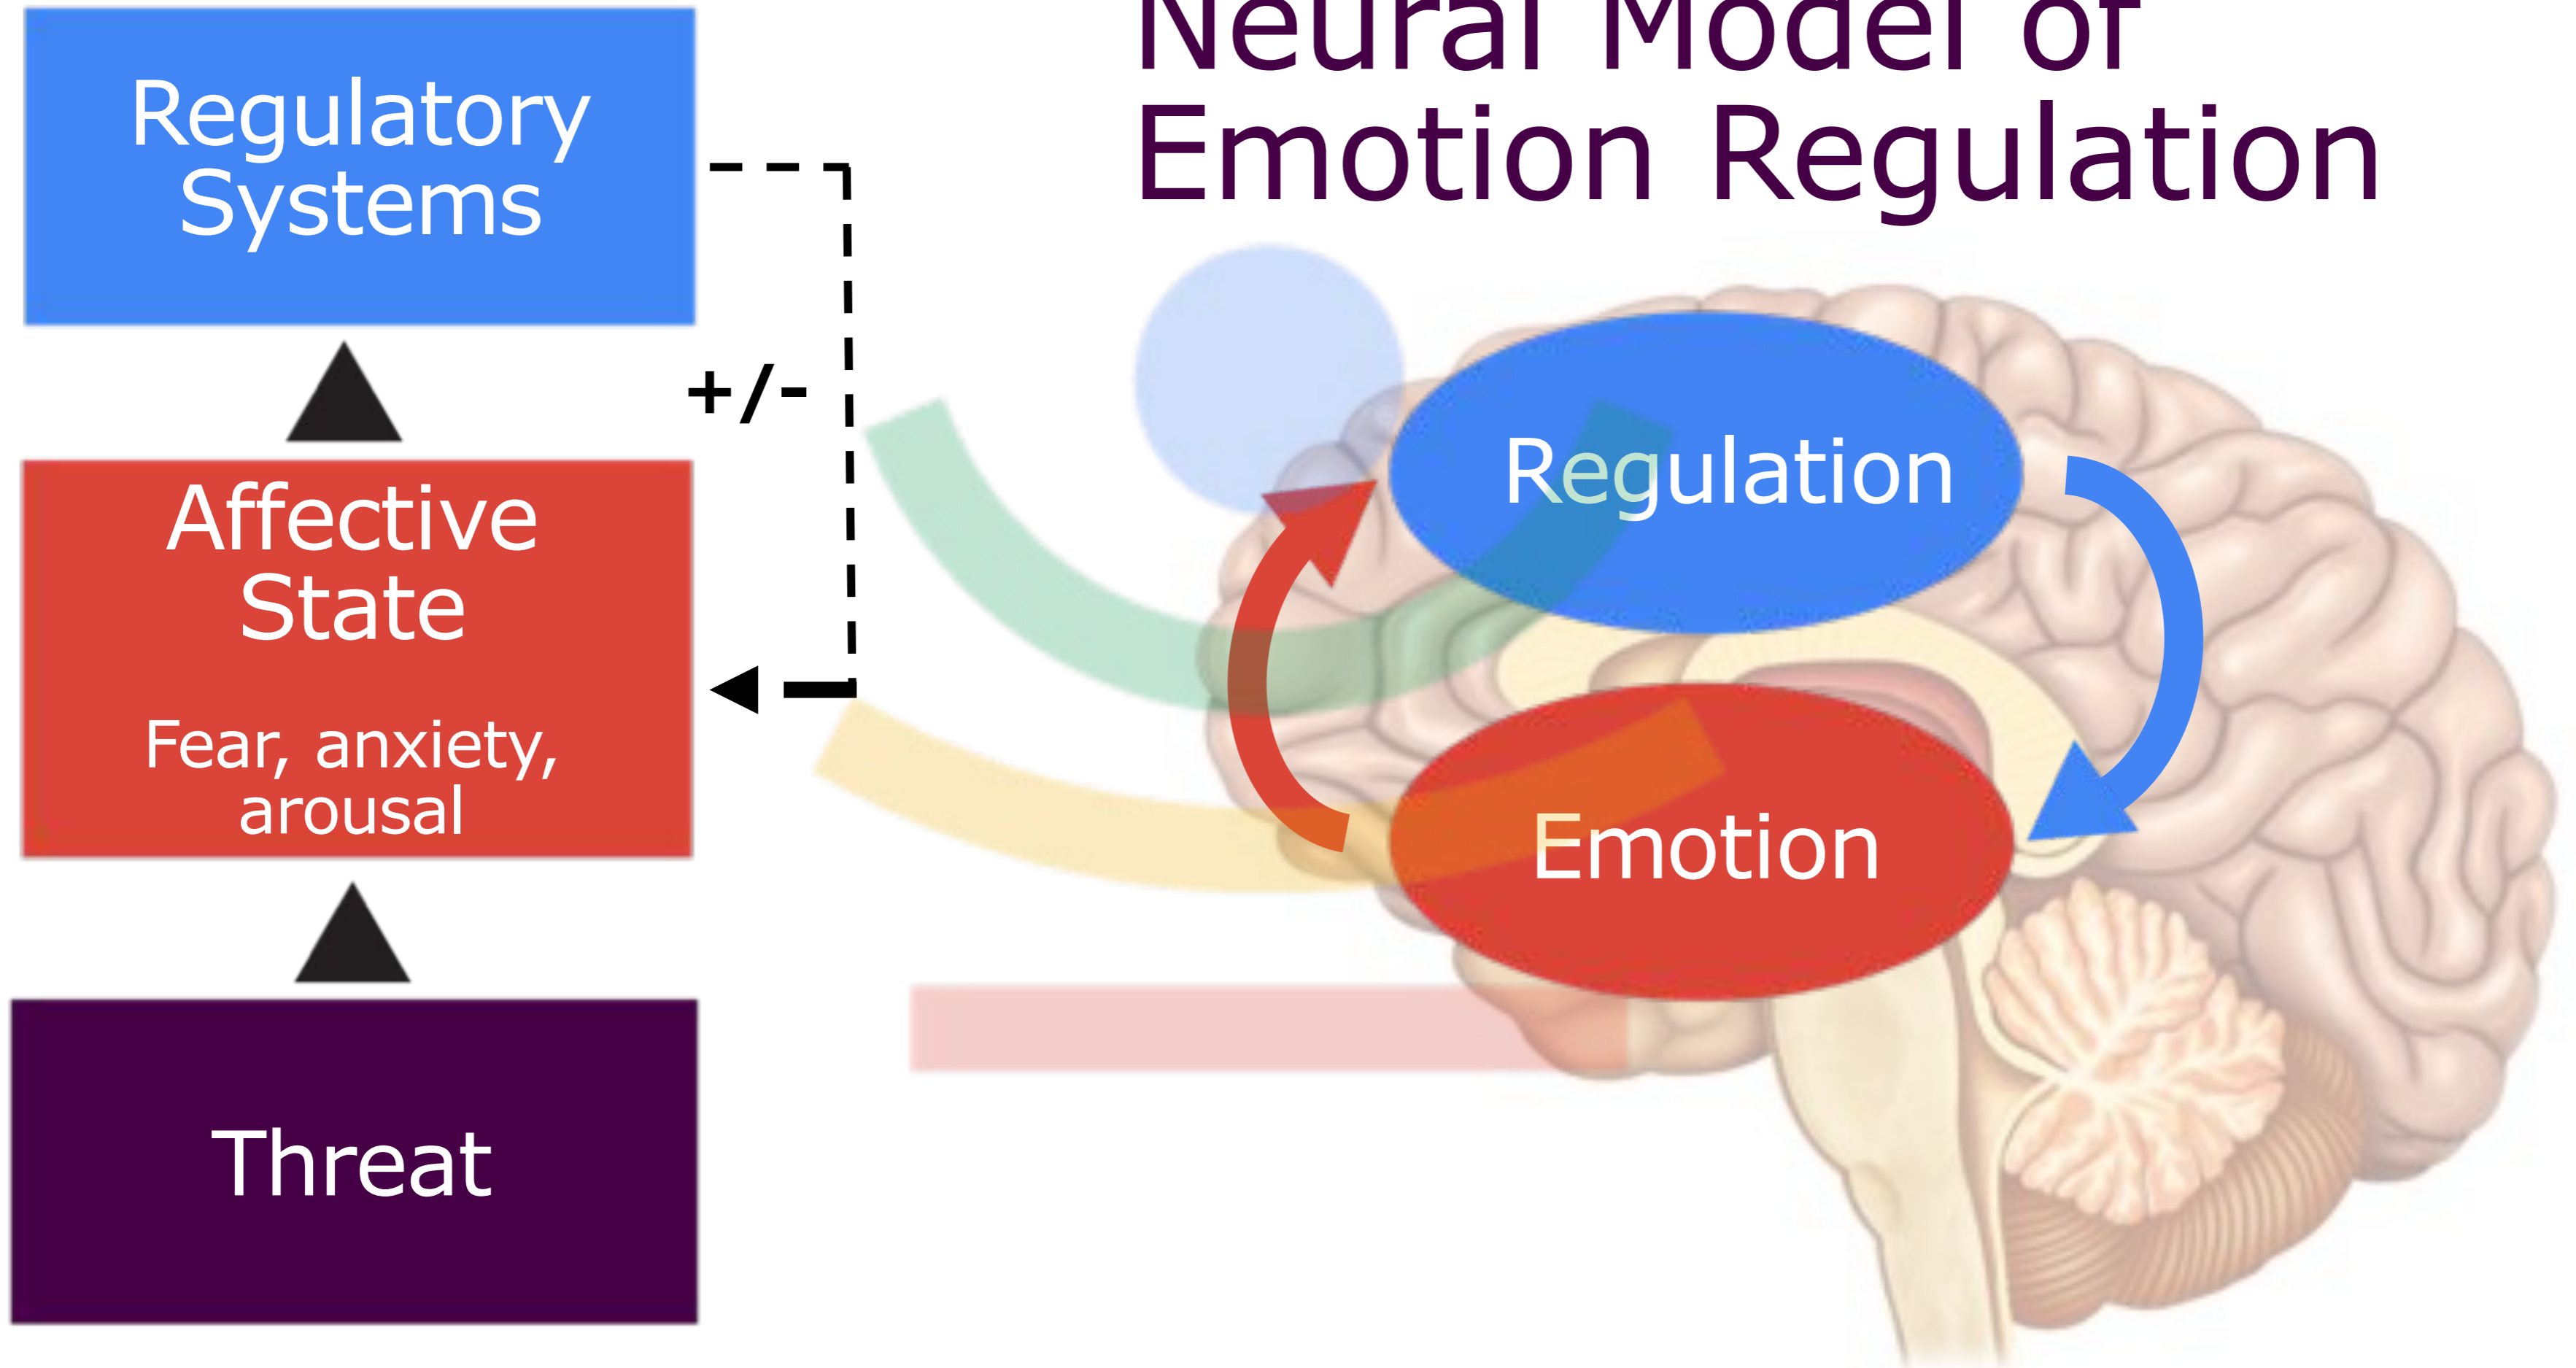 Neural Model of
Emotion Regulation
Regulatory
Systems
+/-
Affective
State
Fear, anxiety,
arousal
Threat
Regulation
Emotion